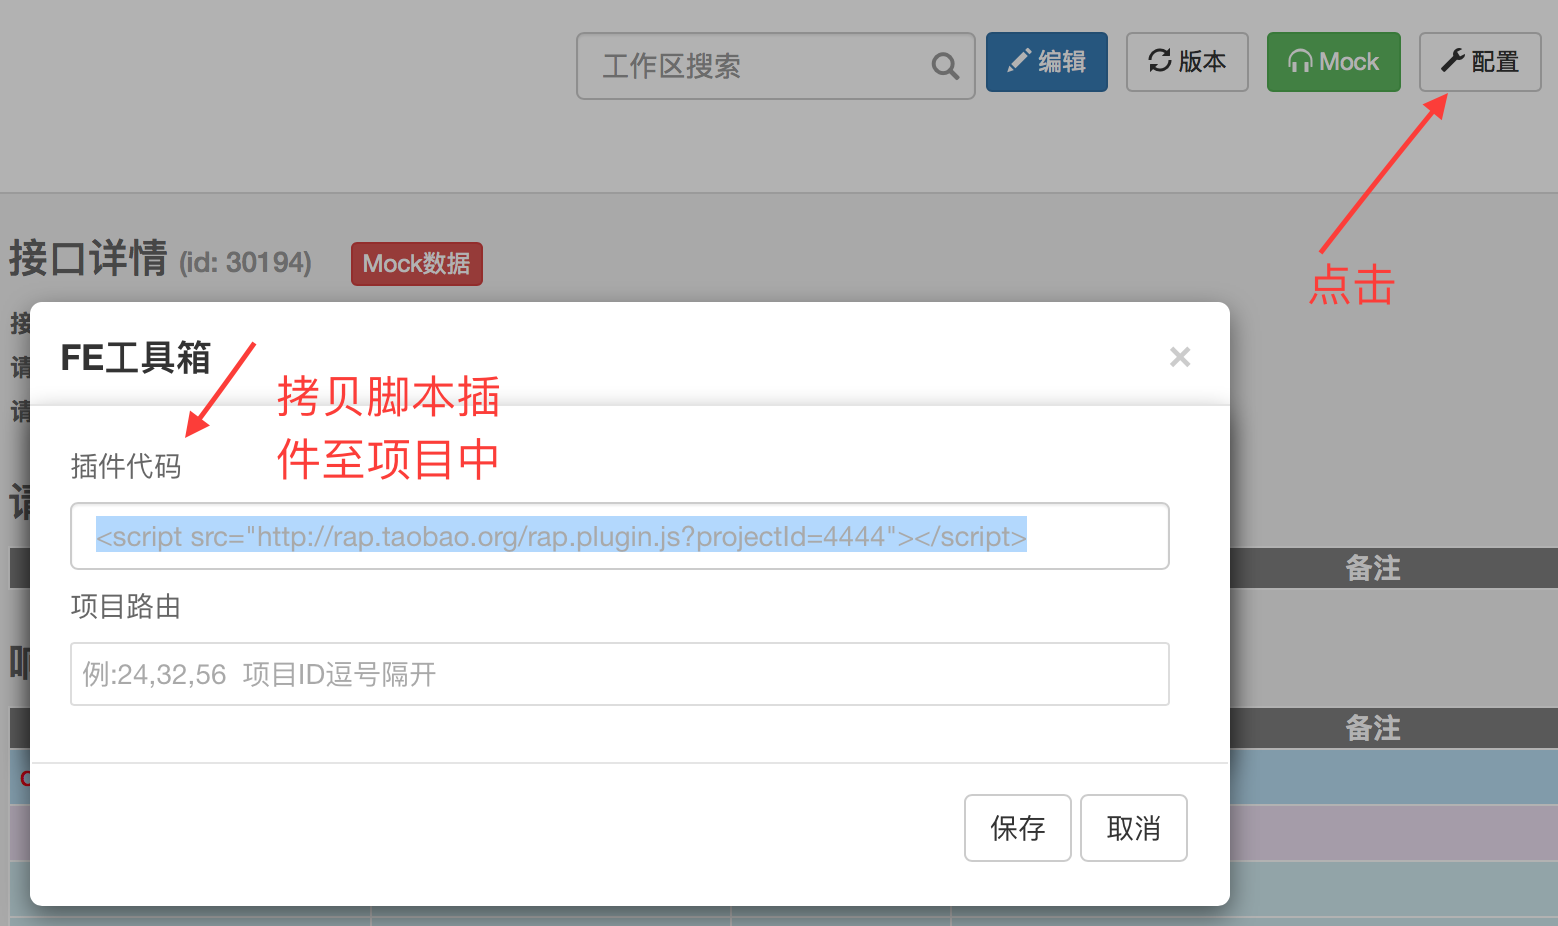 工作区搜索
编辑
版本
Mock
配置
接口详情 (id: 30194)
Mock数据
点击
接
请
请
FE工具箱
×
拷贝脚本插
件至项目中
插件代码
<script src="http://rap.taobao.org/rap.plugin.js?projectId=4444"></script>
项目路由
例:24,32,56 项目ID逗号隔开
备注
备注
保存
取消